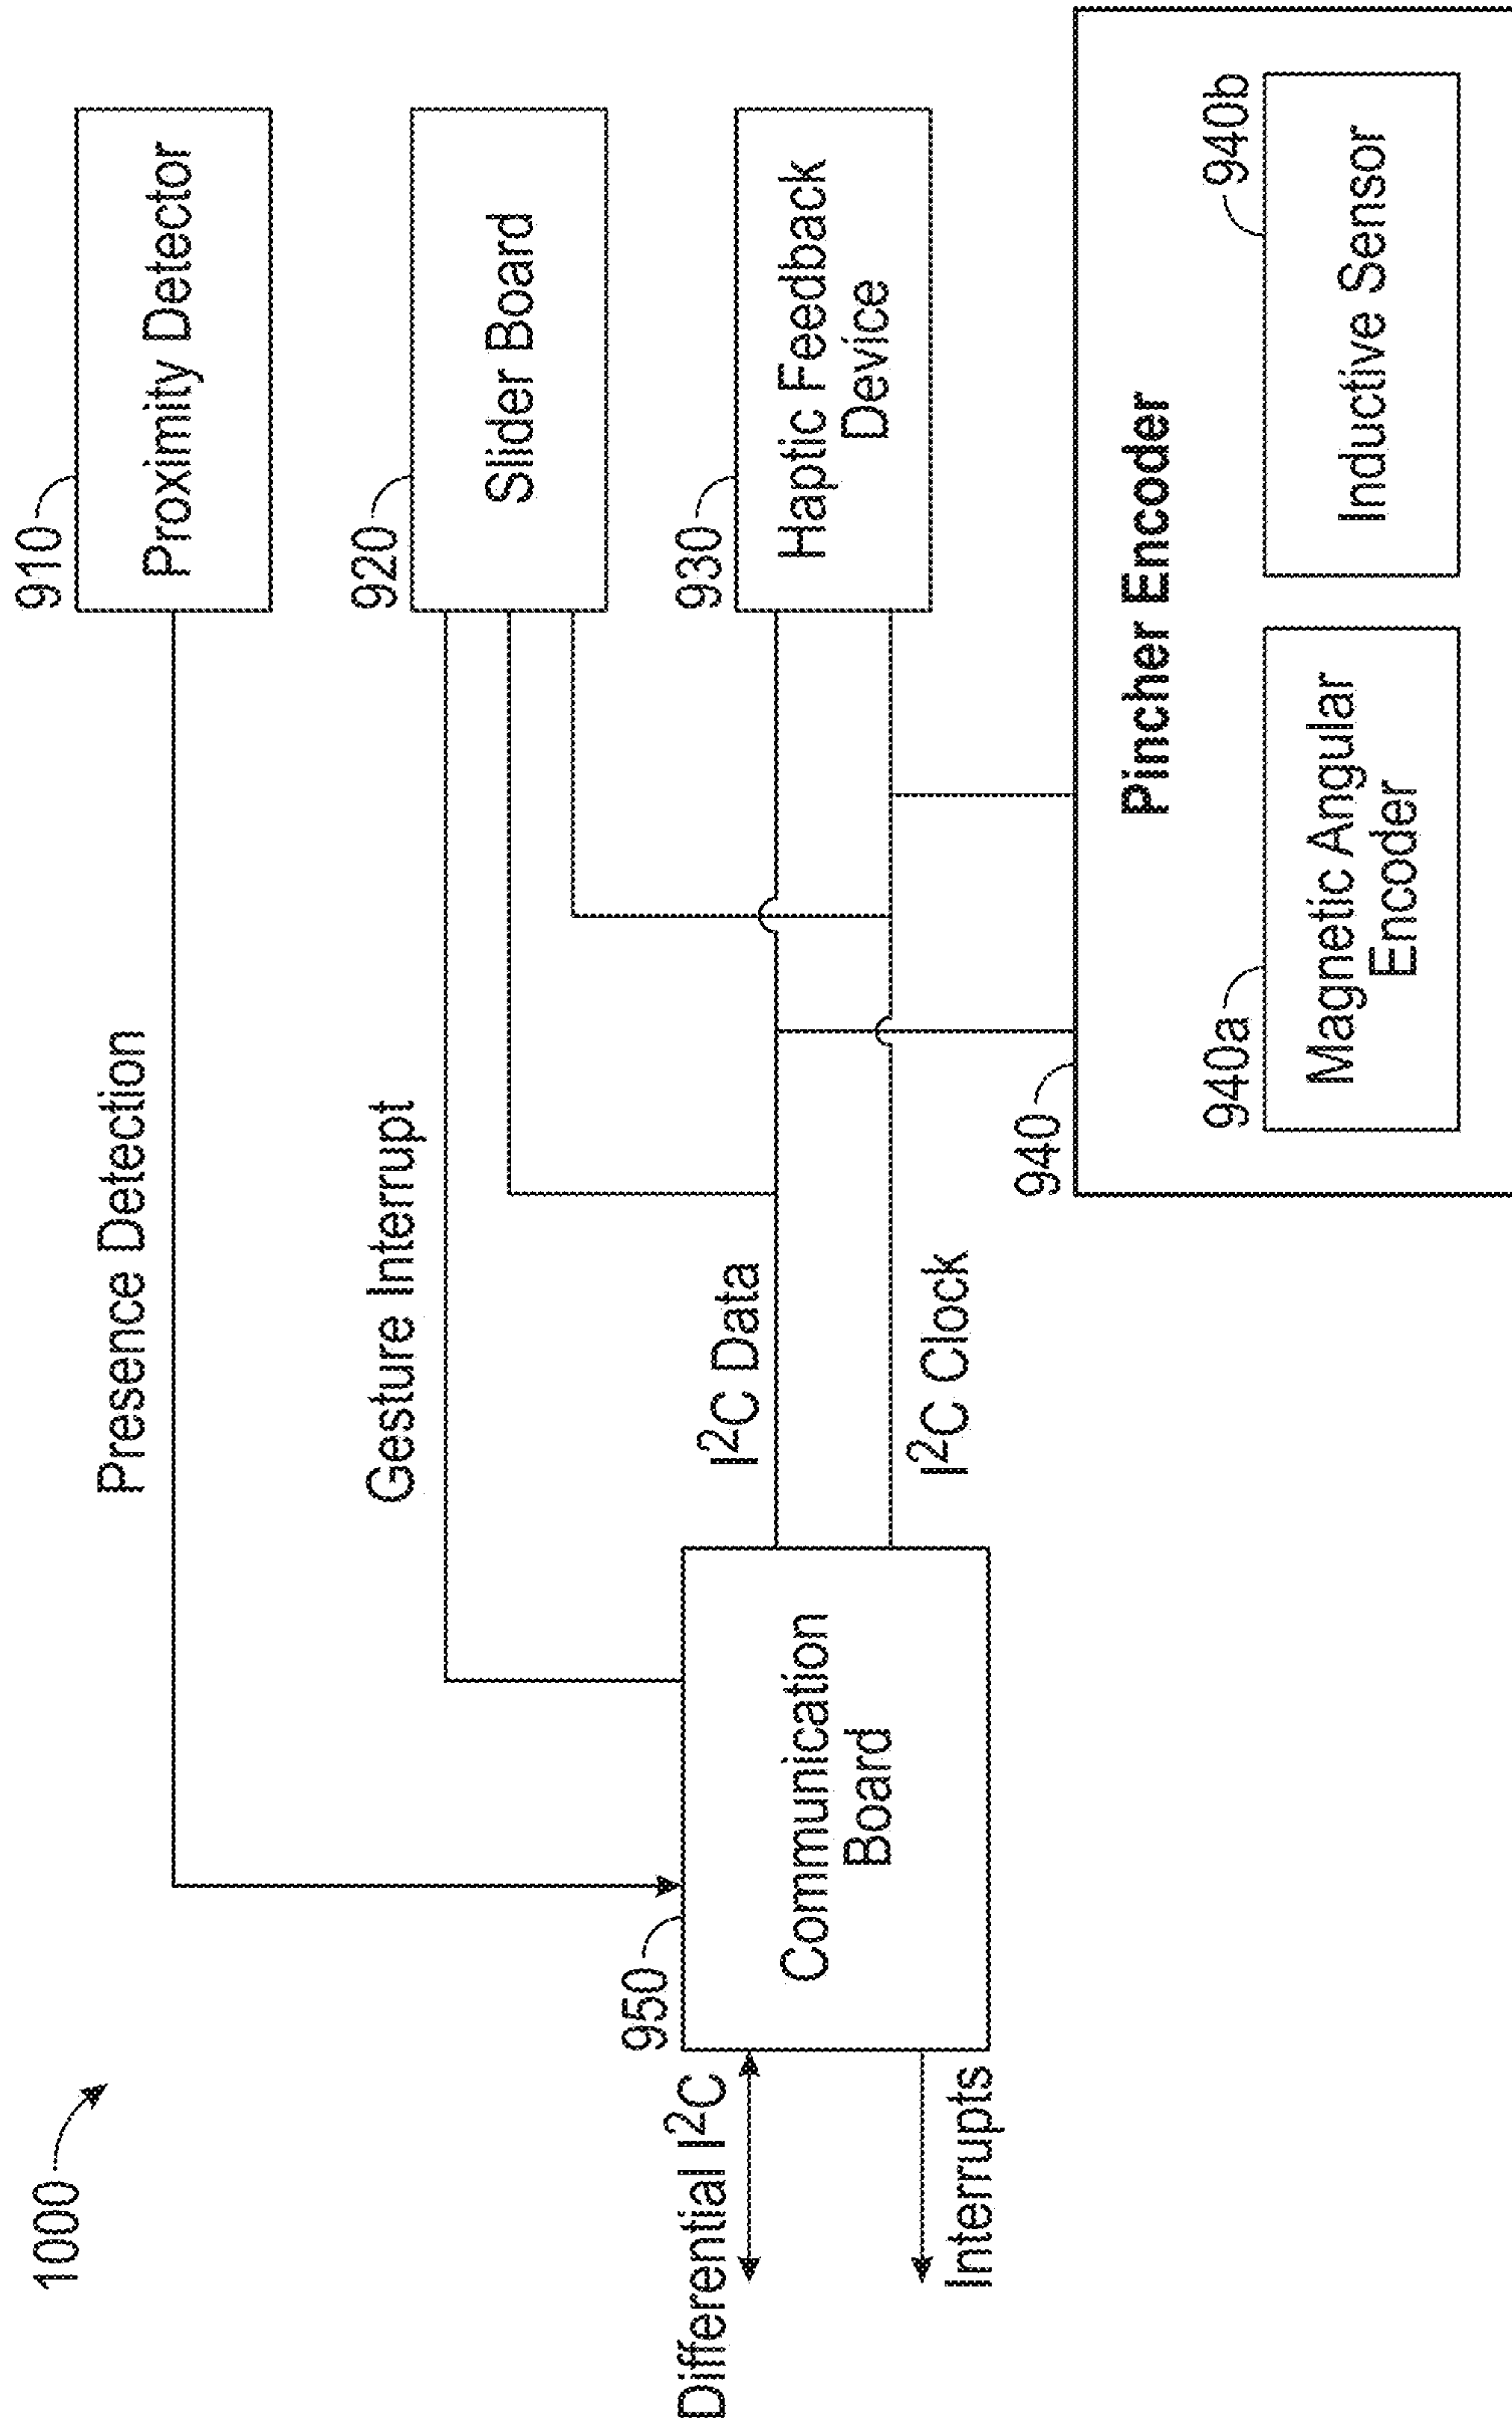 1000
910
Proximity Detector
Presence Detection
920
Slider Board
Gesture Interrupt
930
Haptic Feedback
Device
I²C Data
I²C Clock
950
Communication
Board
Differential I²C
Interrupts
940
Pincher Encoder
940a
Magnetic Angular
Encoder
940b
Inductive Sensor